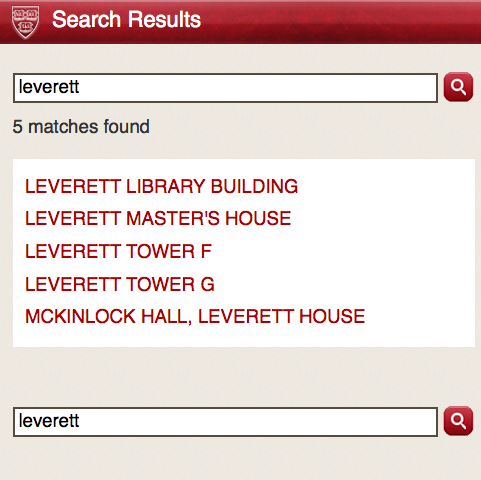 Search Results
leverett
5 matches found
LEVERETT LIBRARY BUILDING
LEVERETT MASTER'S HOUSE
LEVERETT TOWER F
LEVERETT TOWER G
MCKINLOCK HALL, LEVERETT HOUSE
leverett